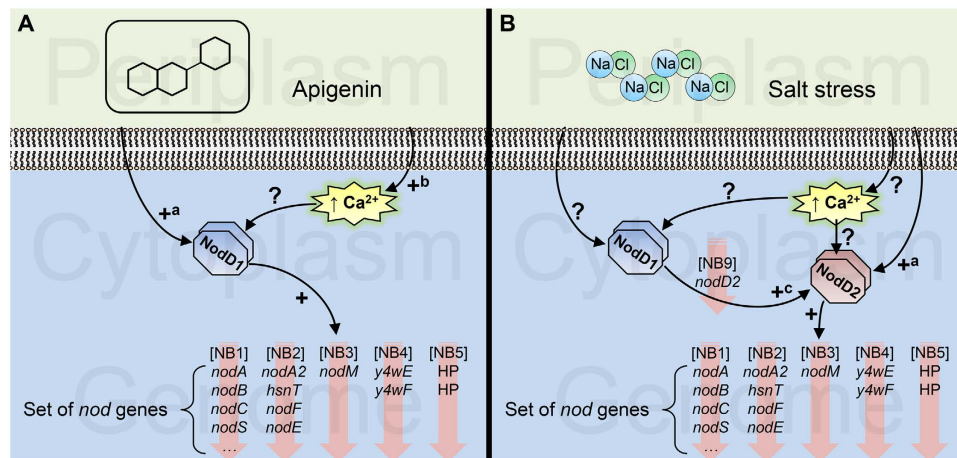 A
Periplasm
Apigenin
+a
+b
?
↑ Ca2+
Cytoplasm
NodD1
+
[NB1] [NB2] [NB3] [NB4] [NB5]
nodA nodA2 nodM y4wE HP
nodB hsnT y4wF HP
nodC nodF
nodS nodE
...
Set of nod genes
Genome
B
Periplasm
Na Cl Na Cl
Na Cl Na Cl
Salt stress
?
?
?
↑ Ca2+
?
Cytoplasm
NodD1
[NB9]
nodD2
NodD2
+a
+c
+
[NB1] [NB2] [NB3] [NB4] [NB5]
nodA nodA2 nodM y4wE HP
nodB hsnT y4wF HP
nodC nodF
nodS nodE
...
Set of nod genes
Genome